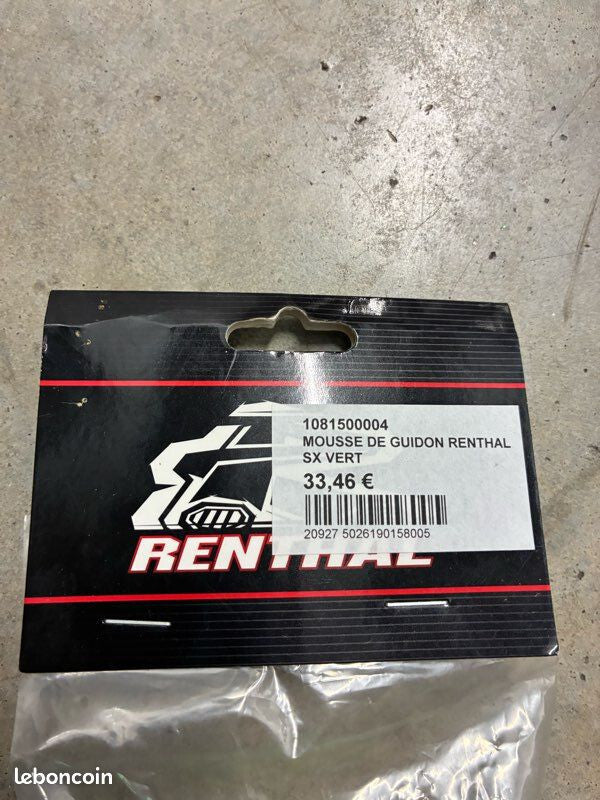 1081500004
MOUSSE DE GUIDON RENTHAL
SX VERT
33,46 €
20927 5026190158005
RENTHAL
leboncoin